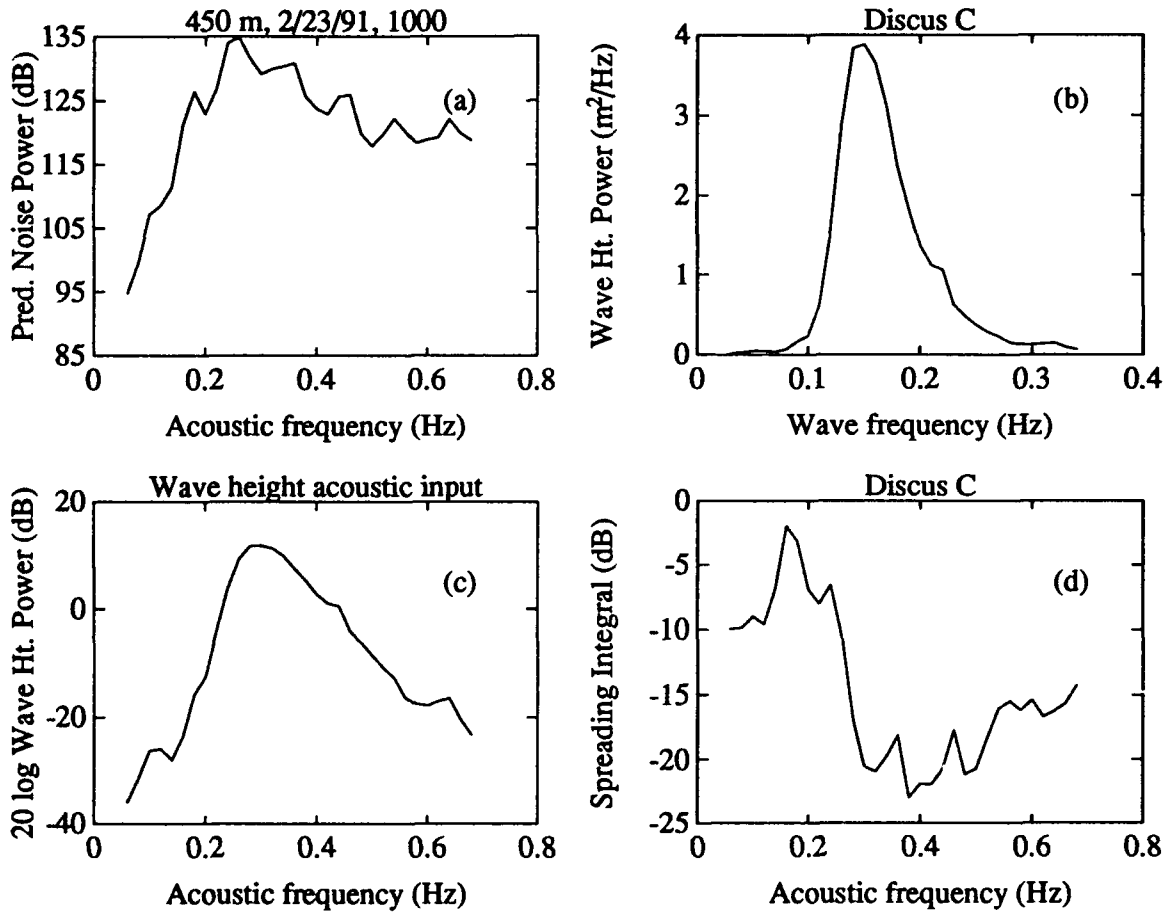 450 m, 2/23/91, 1000
Pred. Noise Power (dB)
135
125
115
105
95
85
(a)
0
0.2
0.4
0.6
0.8
Acoustic frequency (Hz)
Discus C
Wave Ht. Power (m²/Hz)
4
3
2
1
0
(b)
0
0.1
0.2
0.3
0.4
Wave frequency (Hz)
Wave height acoustic input
20 log Wave Ht. Power (dB)
20
0
-20
-40
(c)
0
0.2
0.4
0.6
0.8
Acoustic frequency (Hz)
Discus C
Spreading Integral (dB)
0
-5
-10
-15
-20
-25
(d)
0
0.2
0.4
0.6
0.8
Acoustic frequency (Hz)